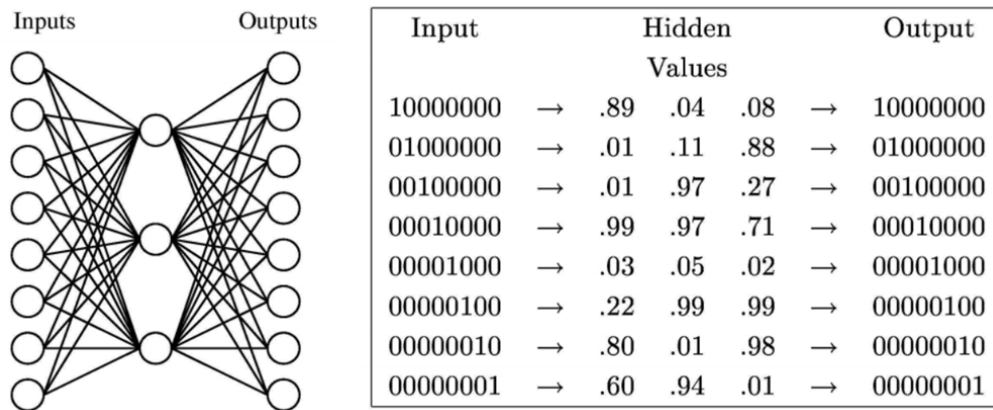 Inputs Outputs
Input Hidden Output
Values
10000000 → .89 .04 .08 → 10000000
01000000 → .01 .11 .88 → 01000000
00100000 → .01 .97 .27 → 00100000
00010000 → .99 .97 .71 → 00010000
00001000 → .03 .05 .02 → 00001000
00000100 → .22 .99 .99 → 00000100
00000010 → .80 .01 .98 → 00000010
00000001 → .60 .94 .01 → 00000001